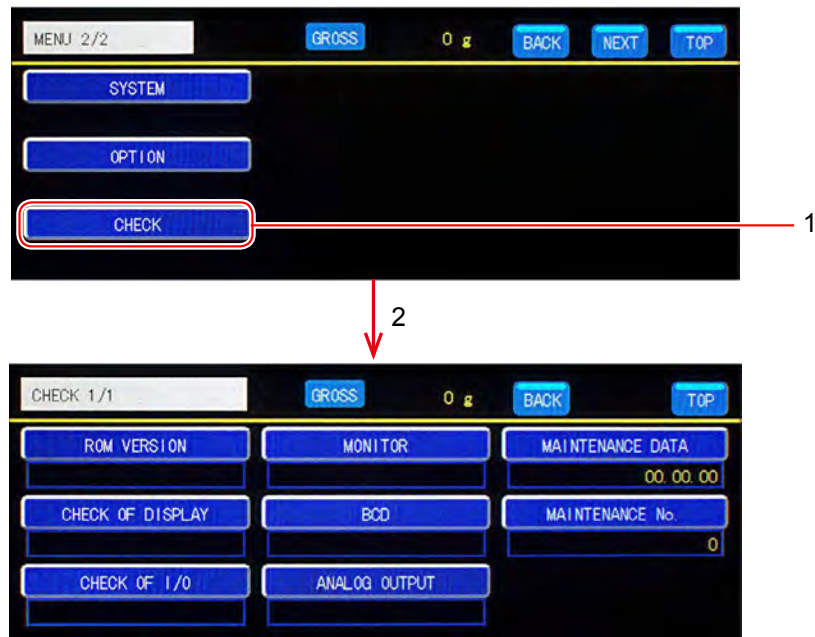 MENU 2/2 GROSS 0 g BACK NEXT TOP
SYSTEM
OPTION
CHECK
1
2
CHECK 1/1 GROSS 0 g BACK TOP
ROM VERSION MONITOR MAINTENANCE DATA
00.00.00
CHECK OF DISPLAY BCD MAINTENANCE No.
0
CHECK OF I/O ANALOG OUTPUT